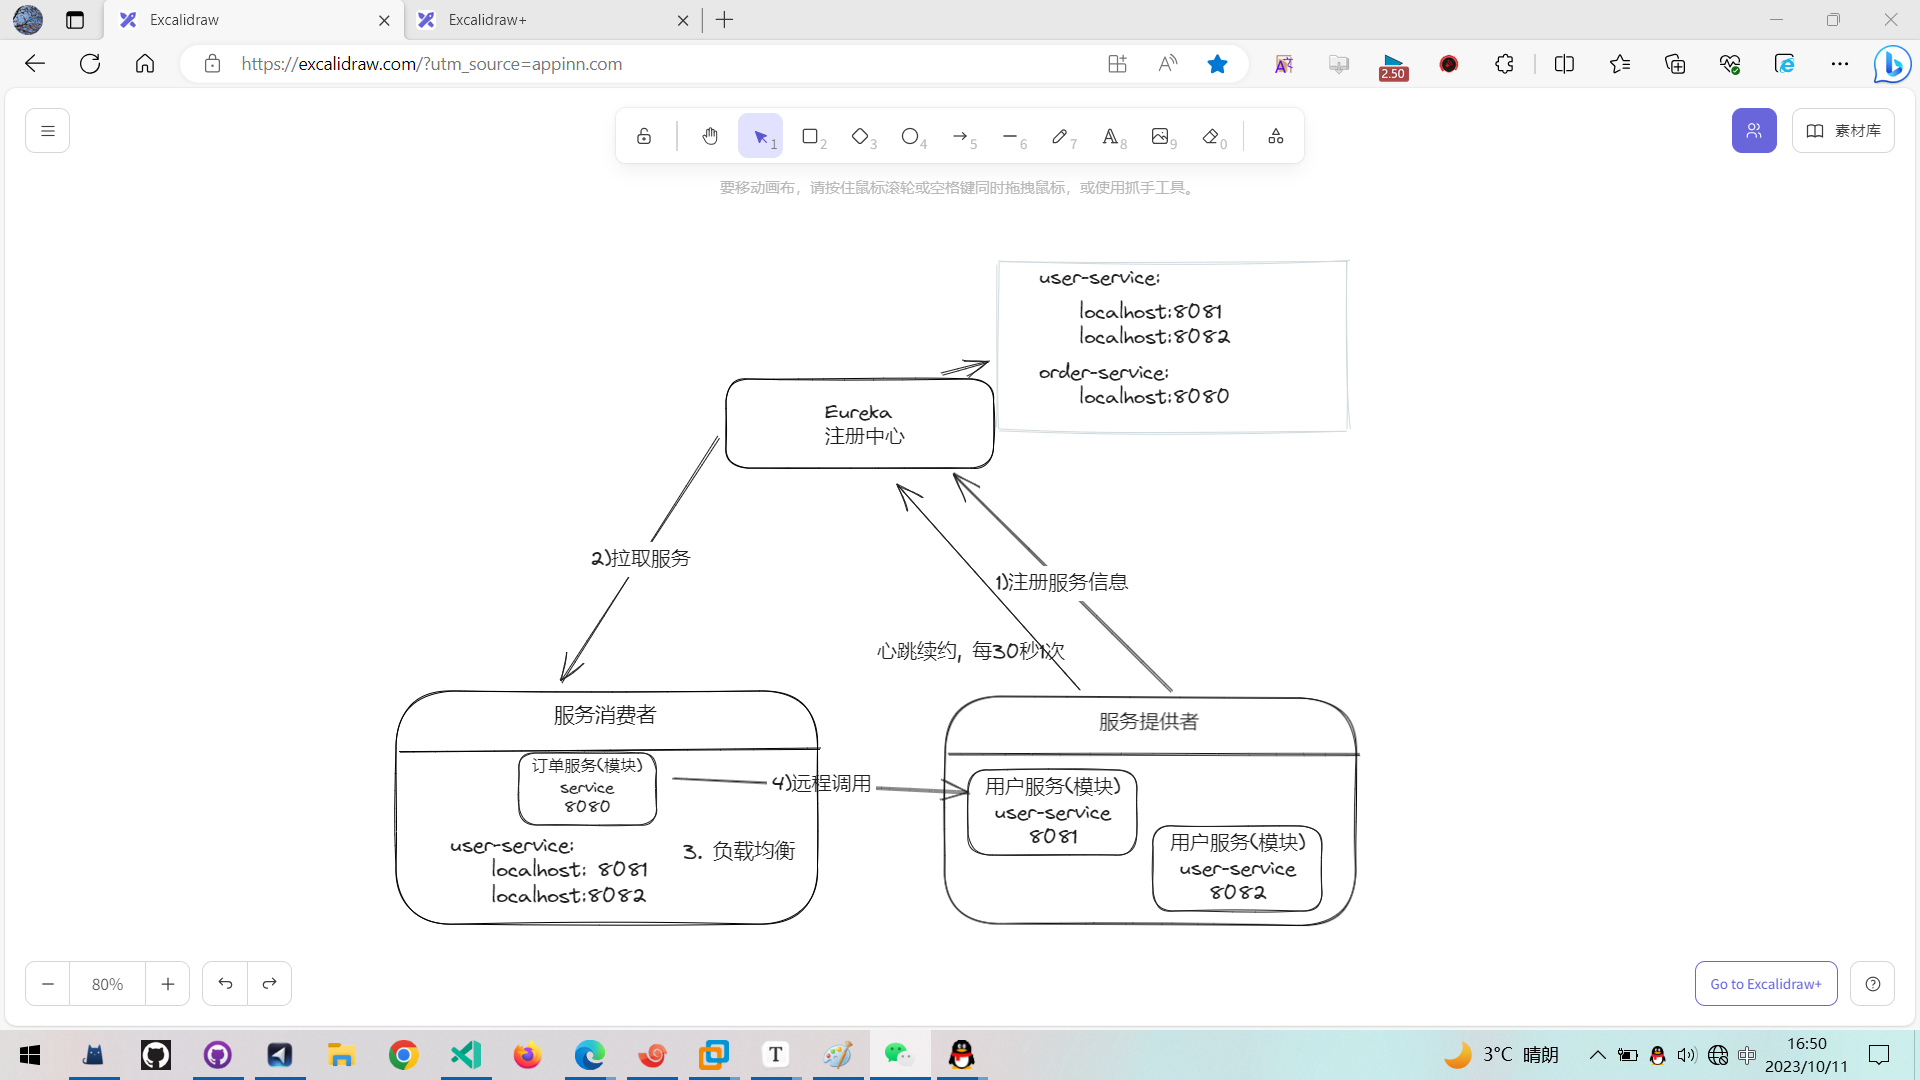 Excalidraw
Excalidraw+
https://excalidraw.com/?utm_source=appinn.com
2.50
1
2
3
4
5
6
7
8
9
0
素材库
要移动画布，请按住鼠标滚轮或空格键同时拖拽鼠标，或使用抓手工具。
user-service:
localhost:8081
localhost:8082
order-service:
localhost:8080
Eureka
注册中心
2)拉取服务
1)注册服务信息
心跳续约, 每30秒1次
服务消费者
订单服务(模块)
service
8080
4)远程调用
user-service:
localhost: 8081
localhost:8082
3. 负载均衡
服务提供者
用户服务(模块)
user-service
8081
用户服务(模块)
user-service
8082
80%
Go to Excalidraw+
3°C 晴朗
中
16:50
2023/10/11